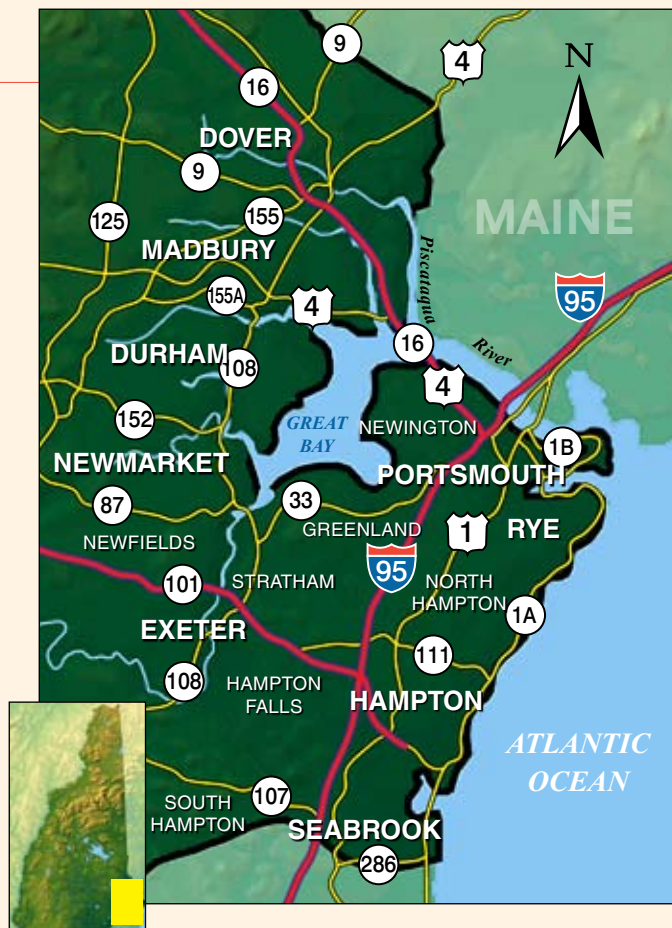 9
4
N
16
DOVER
9
MAINE
125
155
MADBURY
Piscataqua
River
95
155A
4
16
DURHAM
108
4
152
GREAT
BAY
NEWINGTON
1B
NEWMARKET
PORTSMOUTH
87
33
GREENLAND
1
RYE
NEWFIELDS
95
101
STRATHAM
NORTH
HAMPTON
1A
EXETER
111
108
HAMPTON
FALLS
HAMPTON
ATLANTIC
OCEAN
107
SOUTH
HAMPTON
SEABROOK
286